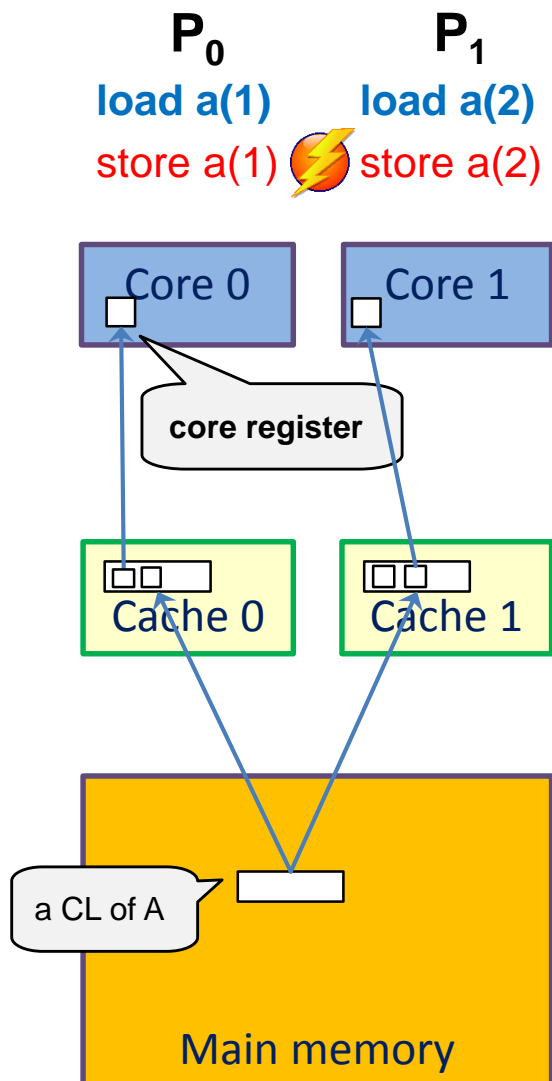 P0 P1
load a(1) load a(2)
store a(1) store a(2)
Core 0 Core 1
core register
Cache 0 Cache 1
a CL of A
Main memory